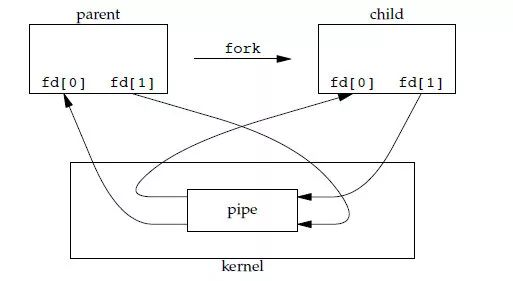 parent
child
fork
fd[0] fd[1]
fd[0] fd[1]
pipe
kernel